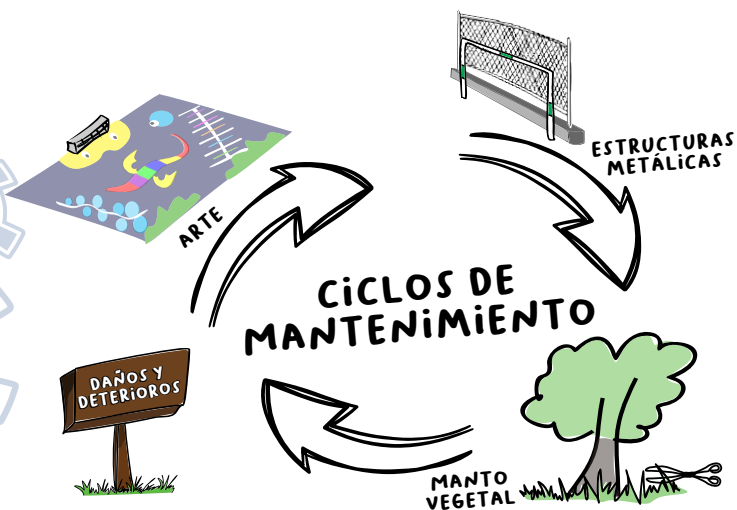 ESTRUCTURAS
METÁLiCAS
ARTE
CiCLOS DE
MANTENiMiENTO
DAÑOS Y
DETERiOROS
MANTO
VEGETAL